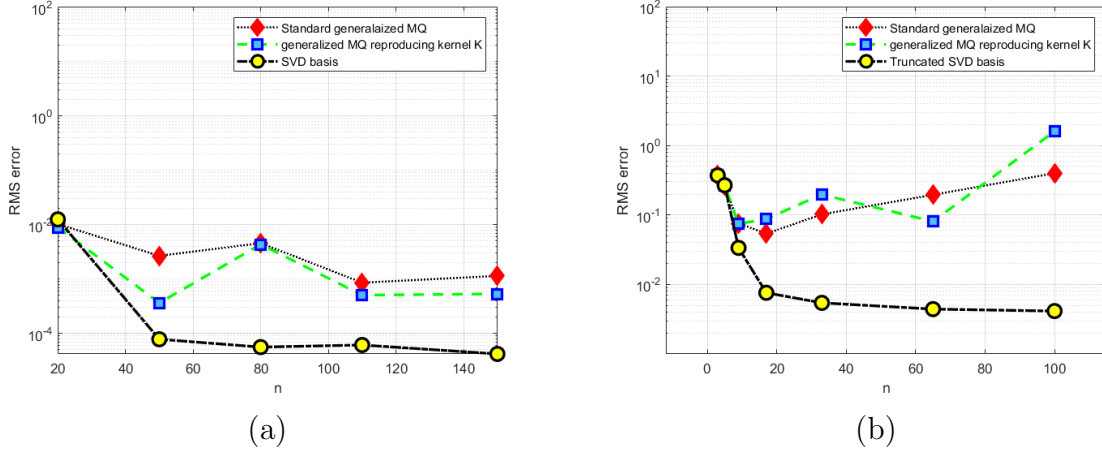 10^2
10^0
10^-2
10^-4
RMS error
20
40
60
80
100
120
140
n
Standard generalaized MQ
generalized MQ reproducing kernel K
SVD basis
(a)
10^2
10^1
10^0
10^-1
10^-2
RMS error
0
20
40
60
80
100
n
Standard generalaized MQ
generalized MQ reproducing kernel K
Truncated SVD basis
(b)